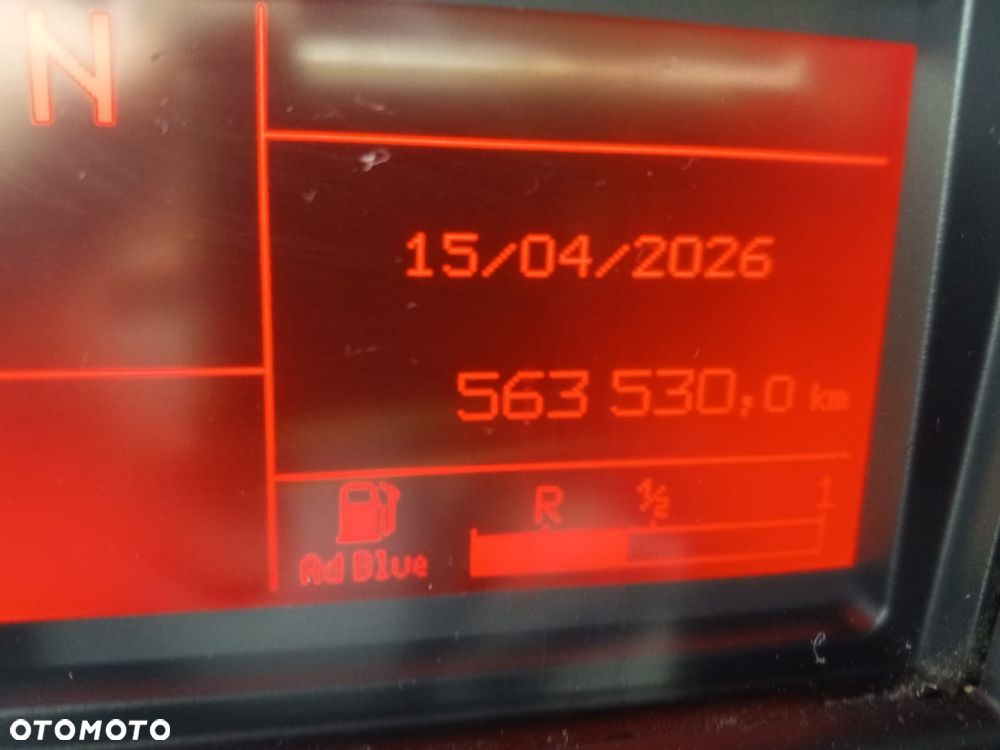 N
15/04/2026
563 530,0 km
R 1/2 1
Ad Blue
OTOMOTO